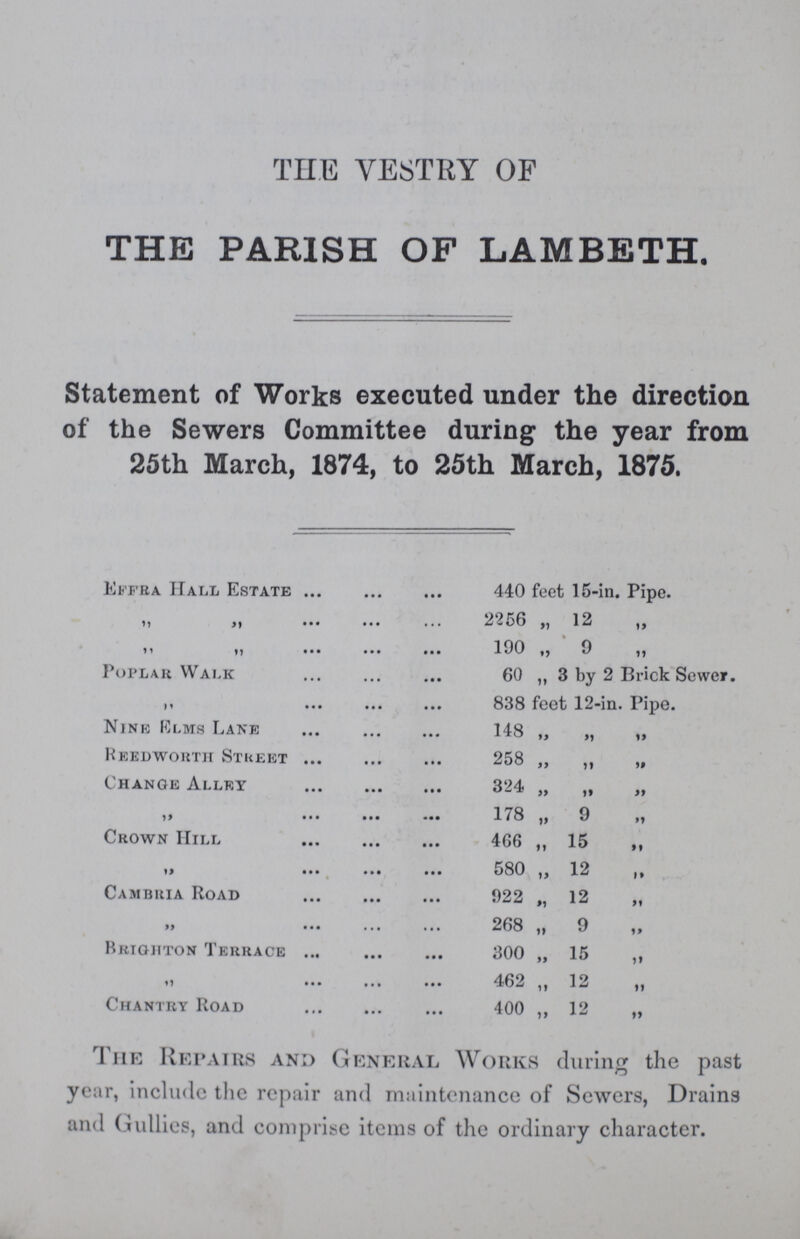 THE VESTRY OF
THE PARISH OF LAMBETH.
Statement of Works executed under the direction
of the Sewers Committee during the year from
25th March, 1874, to 25th March, 1875.
EFFRA HALL ESTATE ... ... ... 440 feet 15-in. Pipe.
„ „ ... ... ... 2256 „ 12 „
„ „ ... ... ... 190 „ 9 „
POPLAR WALK ... ... ... 60 „ 3 by 2 Brick Sewer.
„ ... ... ... 838 feet 12-in. Pipe.
NINE ELMS LANE ... ... ... 148 „ „ „
REEDWORTH STREET ... ... ... 258 „ „ „
CHANGE ALLEY ... ... ... 324 „ „ „
„ ... ... ... 178 „ 9 „
CROWN HILL ... ... ... 466 „ 15 „
„ ... ... ... 580 „ 12 „
CAMBRIA ROAD ... ... ... 922 „ 12 „
„ ... ... ... 268 „ 9 „
BRIGHTON TERRACE ... ... ... 300 „ 15 „
„ ... ... ... 462 „ 12 „
CHANTRY ROAD ... ... ... 400 „ 12 „
THE REPAIRS AND GENERAL WORKS during the past
year, include the repair and maintenance of Sewers, Drains
and Gullies, and comprise items of the ordinary character.